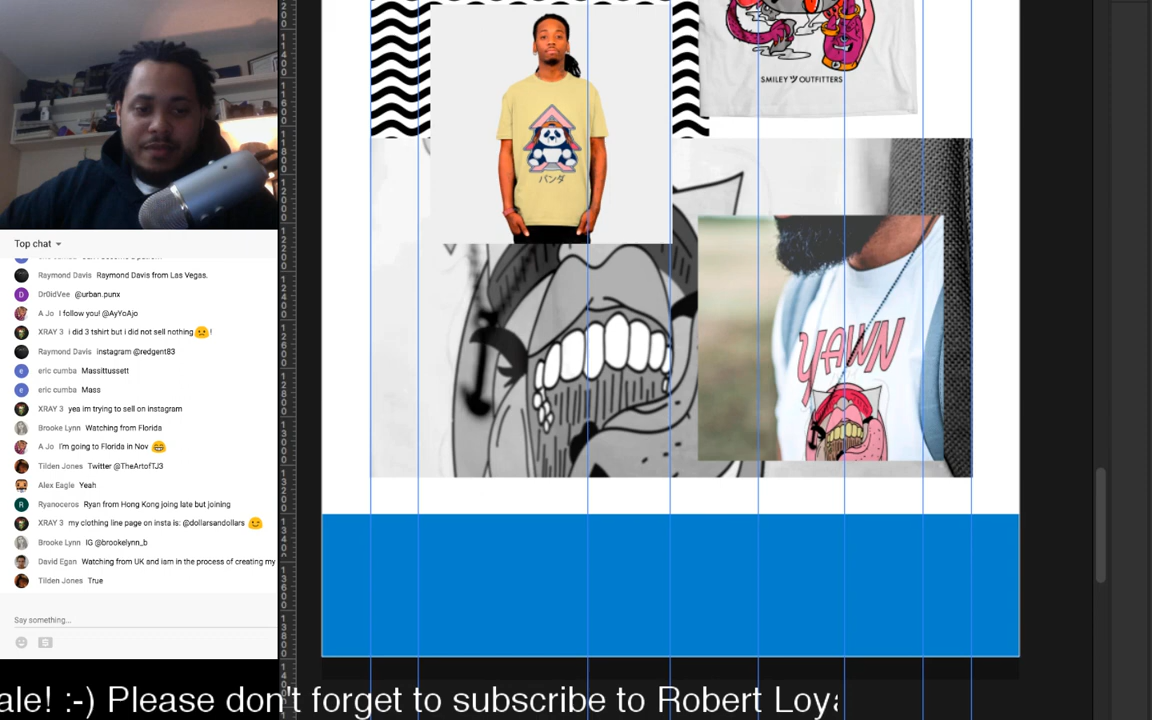 Top chat
Raymond Davis Raymond Davis from Las Vegas.
Dr0idVee @urban.punx
A Jo I follow you! @AyYoAjo
XRAY 3 i did 3 tshirt but i did not sell nothing !
Raymond Davis instagram @redgent83
eric cumba Massittussett
eric cumba Mass
XRAY 3 yea im trying to sell on instagram
Brooke Lynn Watching from Florida
A Jo I'm going to Florida in Nov
Tilden Jones Twitter @TheArtofTJ3
Alex Eagle Yeah
Ryanoceros Ryan from Hong Kong joing late but joining
XRAY 3 my clothing line page on insta is: @dollarsandollars
Brooke Lynn IG @brookelynn_b
David Egan Watching from UK and iam in the process of creating my
Tilden Jones True
Say something...
SMILEY ツ OUTFITTERS
パンダ
YAWN
ale! :-) Please don't forget to subscribe to Robert Loya